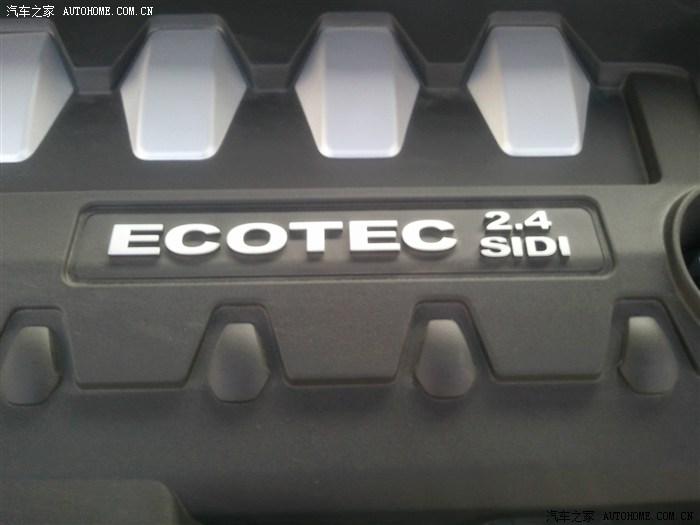 汽车之家 AUTOHOME.COM.CN
ECOTEC 2.4
SIDI
汽车之家 AUTOHOME.COM.CN